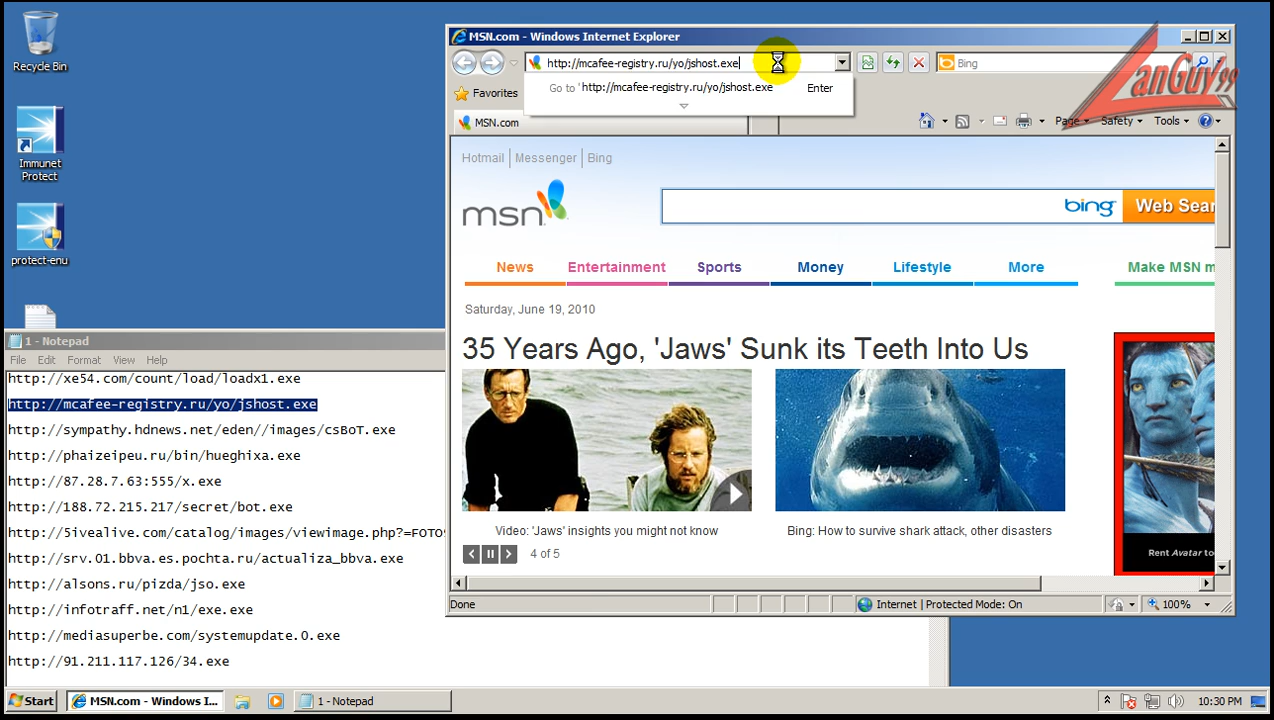 Recycle Bin
Immunet
Protect
protect-enu
MSN.com - Windows Internet Explorer
http://mcafee-registry.ru/yo/jshost.exe
Bing
LanGuy99
Go to ' http://mcafee-registry.ru/yo/jshost.exe
Enter
Favorites
MSN.com
Page
Safety
Tools
Hotmail
Messenger
Bing
msn
bing
Web Sear
News
Entertainment
Sports
Money
Lifestyle
More
Make MSN m
Saturday, June 19, 2010
35 Years Ago, 'Jaws' Sunk its Teeth Into Us
Video: 'Jaws' insights you might not know
Bing: How to survive shark attack, other disasters
4 of 5
Rent Avatar to
Done
Internet | Protected Mode: On
100%
1 - Notepad
File Edit Format View Help
http://xe54.com/count/load/loadx1.exe
http://mcafee-registry.ru/yo/jshost.exe
http://sympathy.hdnews.net/eden//images/csBoT.exe
http://phaizeipeu.ru/bin/hueghixa.exe
http://87.28.7.63:555/x.exe
http://188.72.215.217/secret/bot.exe
http://5ivealive.com/catalog/images/viewimage.php?=FOTO
http://srv.01.bbva.es.pochta.ru/actualiza_bbva.exe
http://alsons.ru/pizda/jso.exe
http://infotraff.net/n1/exe.exe
http://mediasuperbe.com/systemupdate.0.exe
http://91.211.117.126/34.exe
Start
MSN.com - Windows I...
1 - Notepad
10:30 PM